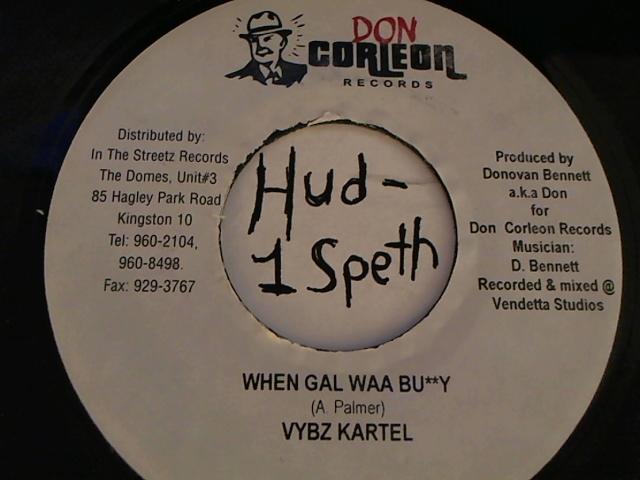 DON
CORLEON
RECORDS
Distributed by:
In The Streetz Records
The Domes, Unit#3
85 Hagley Park Road
Kingston 10
Tel: 960-2104,
960-8498.
Fax: 929-3767
Hud-
1 Speth
Produced by
Donovan Bennett
a.k.a Don
for
Don Corleon Records
Musician:
D. Bennett
Recorded & mixed @
Vendetta Studios
WHEN GAL WAA BU**Y
(A. Palmer)
VYBZ KARTEL